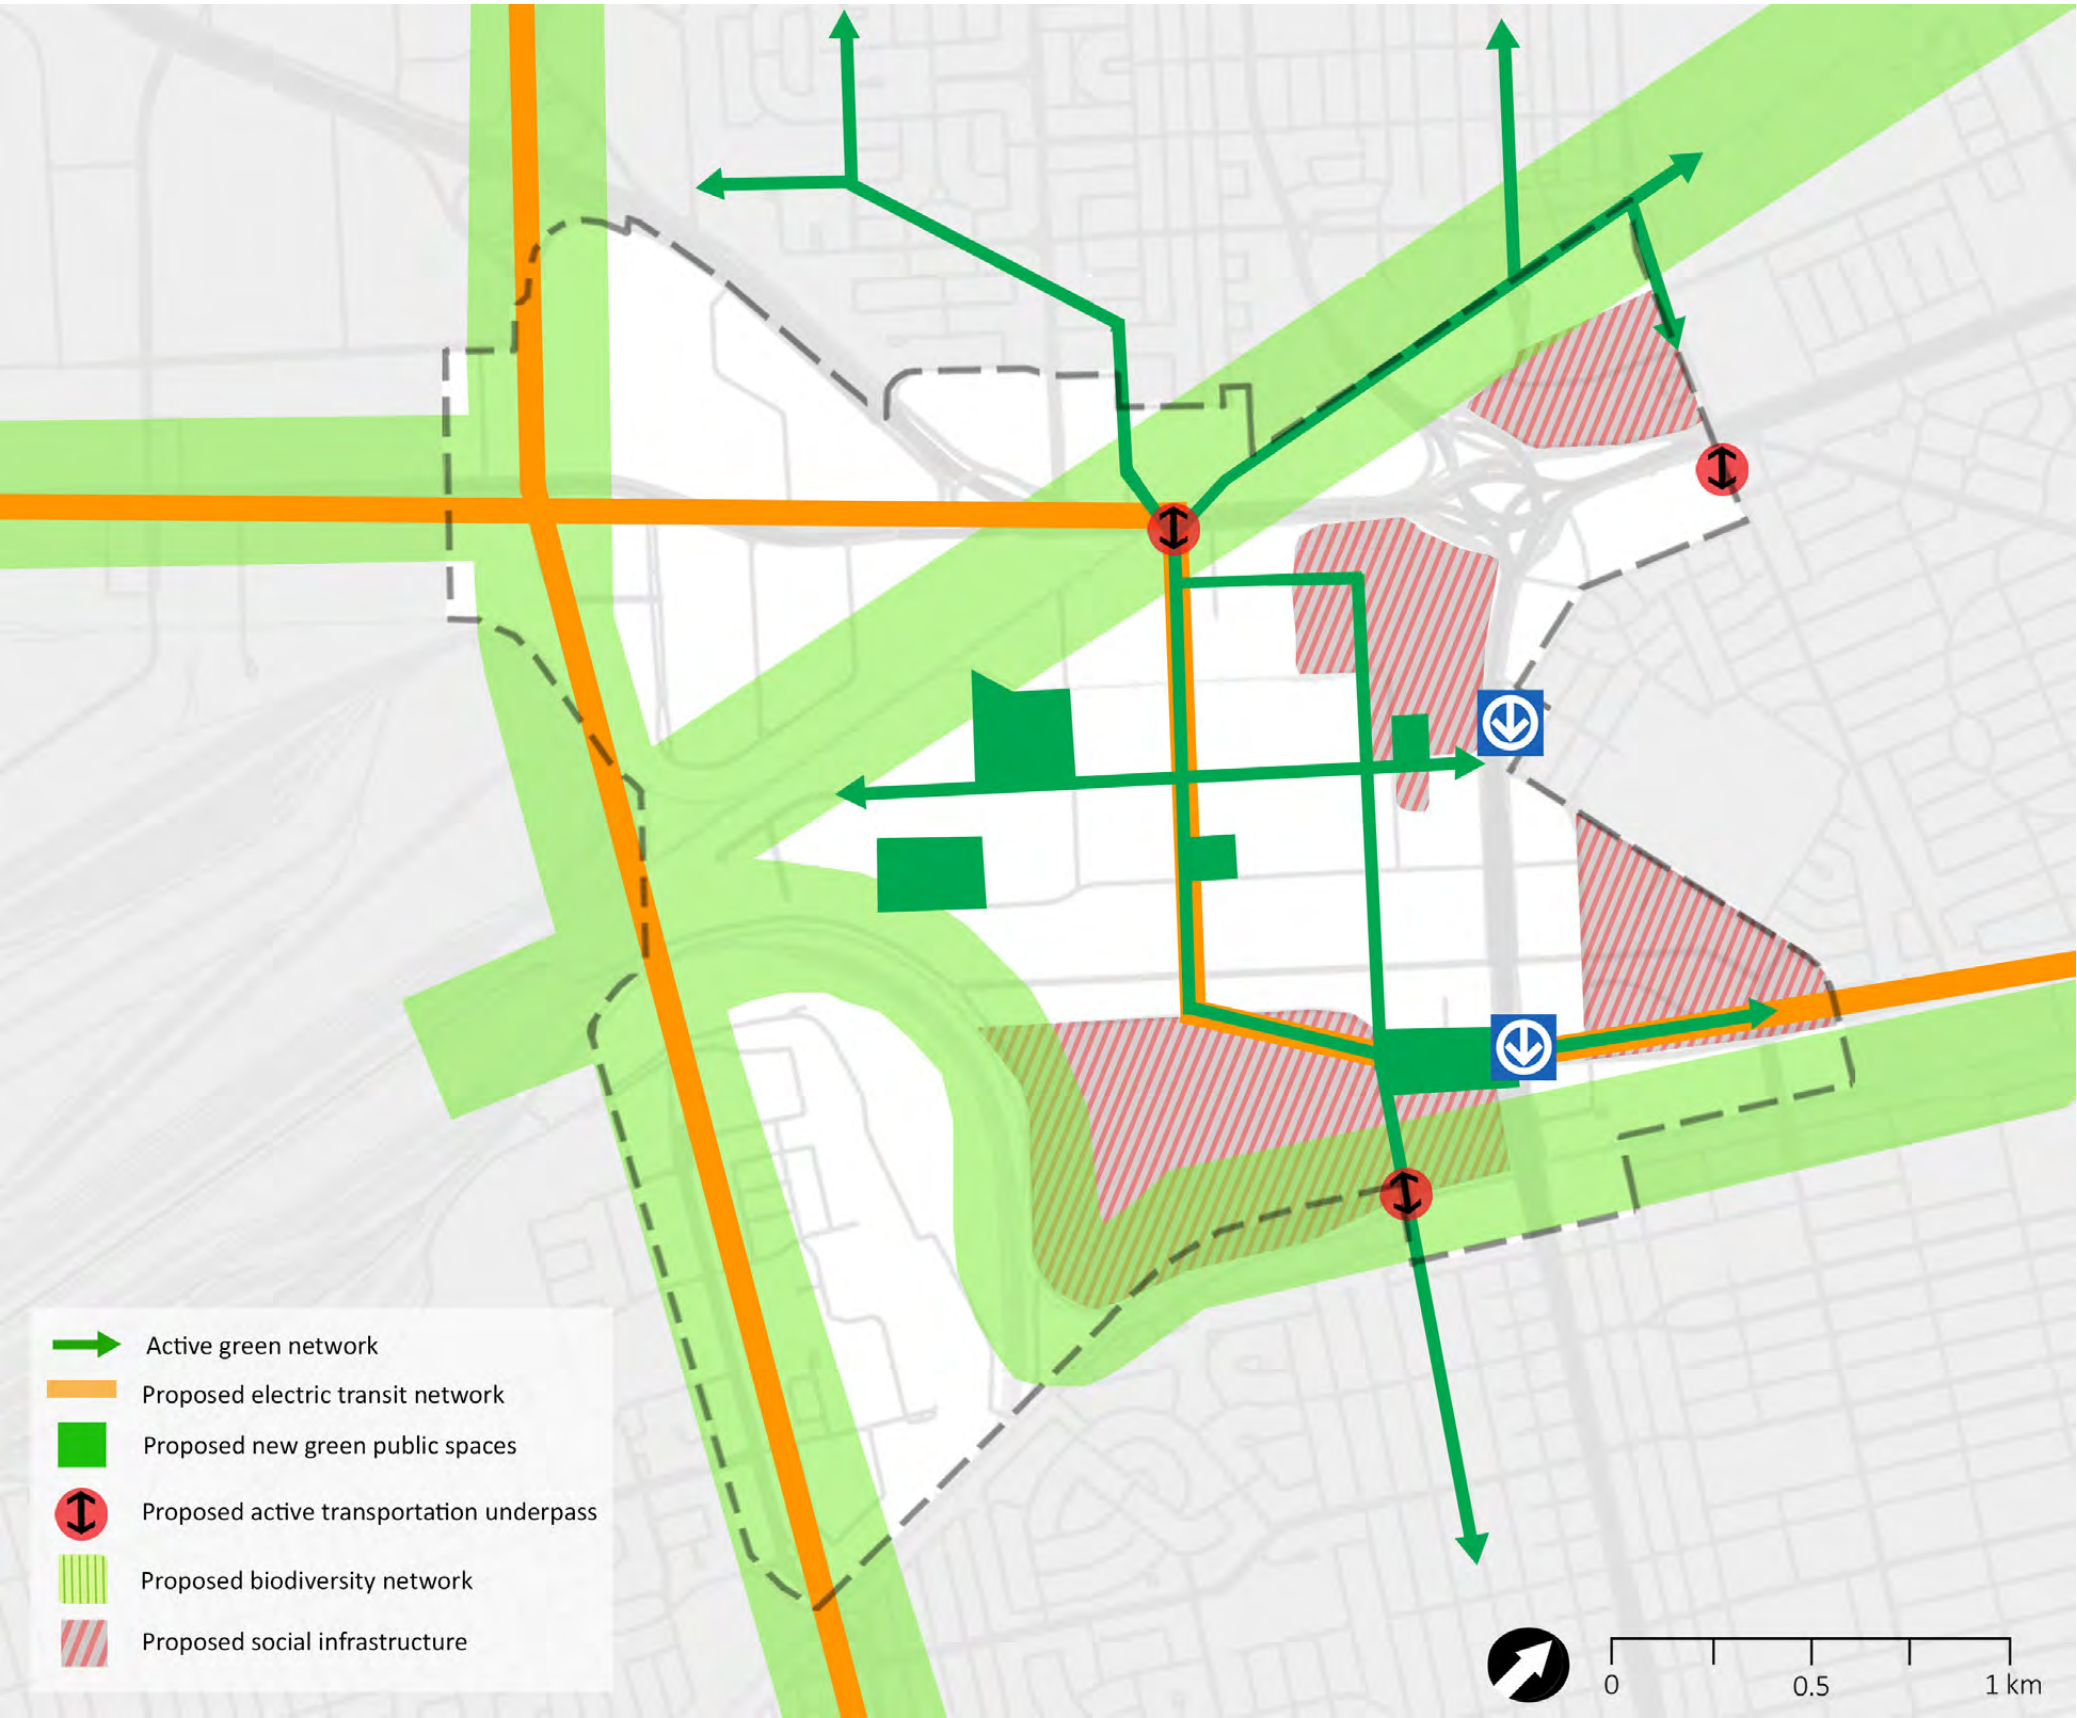 Active green network
Proposed electric transit network
Proposed new green public spaces
Proposed active transportation underpass
Proposed biodiversity network
Proposed social infrastructure
0 0.5 1 km